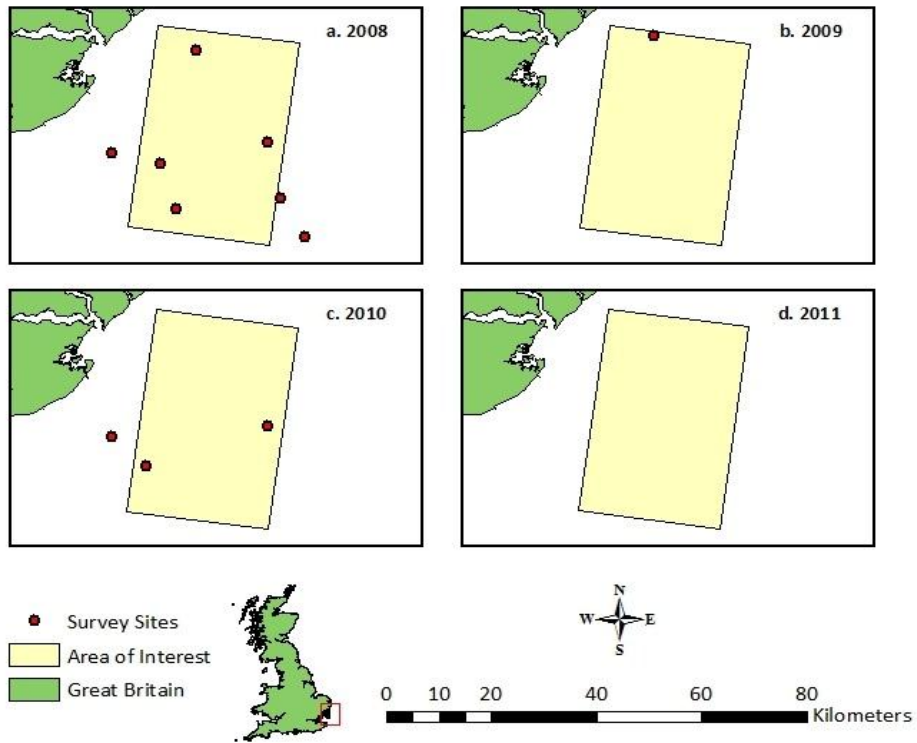 a. 2008
b. 2009
c. 2010
d. 2011
Survey Sites
Area of Interest
Great Britain
N
W E
S
0 10 20 40 60 80
Kilometers